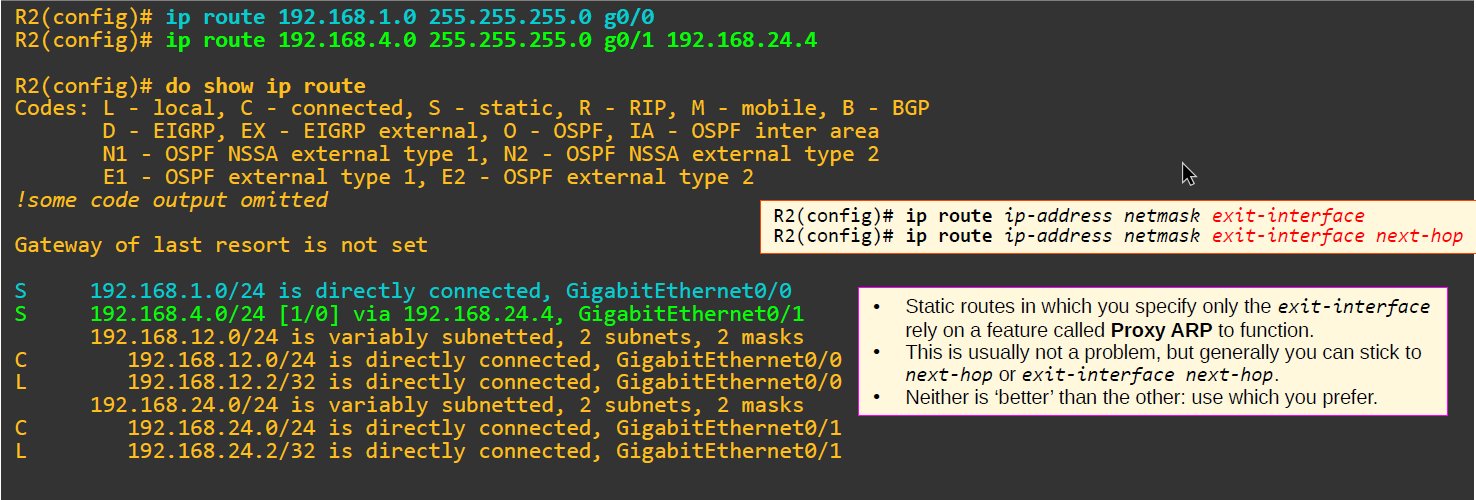 R2(config)# ip route 192.168.1.0 255.255.255.0 g0/0
R2(config)# ip route 192.168.4.0 255.255.255.0 g0/1 192.168.24.4
R2(config)# do show ip route
Codes: L - local, C - connected, S - static, R - RIP, M - mobile, B - BGP
D - EIGRP, EX - EIGRP external, O - OSPF, IA - OSPF inter area
N1 - OSPF NSSA external type 1, N2 - OSPF NSSA external type 2
E1 - OSPF external type 1, E2 - OSPF external type 2
!some code output omitted
Gateway of last resort is not set
S 192.168.1.0/24 is directly connected, GigabitEthernet0/0
S 192.168.4.0/24 [1/0] via 192.168.24.4, GigabitEthernet0/1
192.168.12.0/24 is variably subnetted, 2 subnets, 2 masks
C 192.168.12.0/24 is directly connected, GigabitEthernet0/0
L 192.168.12.2/32 is directly connected, GigabitEthernet0/0
192.168.24.0/24 is variably subnetted, 2 subnets, 2 masks
C 192.168.24.0/24 is directly connected, GigabitEthernet0/1
L 192.168.24.2/32 is directly connected, GigabitEthernet0/1
R2(config)# ip route ip-address netmask exit-interface
R2(config)# ip route ip-address netmask exit-interface next-hop
• Static routes in which you specify only the exit-interface
rely on a feature called Proxy ARP to function.
• This is usually not a problem, but generally you can stick to
next-hop or exit-interface next-hop.
• Neither is ‘better’ than the other: use which you prefer.